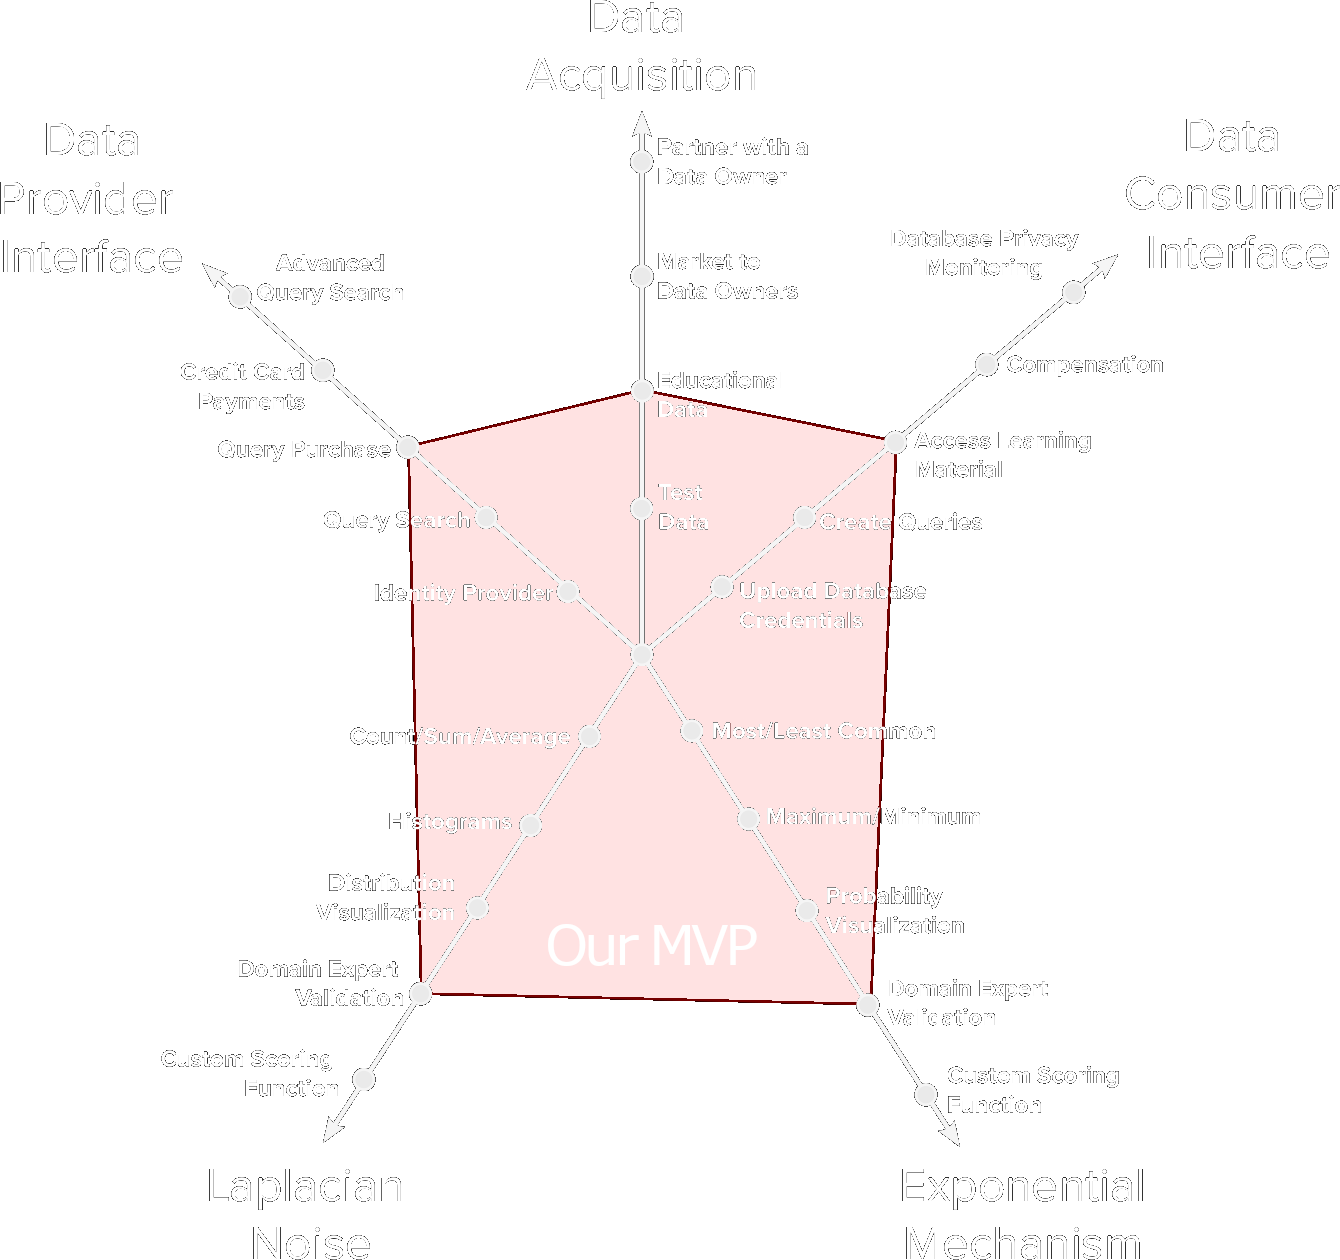 Data
Acquisition
Data
Provider
Interface
Data
Consumer
Interface
Partner with a
Data Owner
Market to
Data Owners
Educationa
Data
Test
Data
Advanced
Query Search
Credit Card
Payments
Query Purchase
Query Search
Identity Provider
Database Privacy
Monitoring
Compensation
Access Learning
Material
Create Queries
Upload Database
Credentials
Count/Sum/Average
Histograms
Distribution
Visualization
Domain Expert
Validation
Custom Scoring
Function
Most/Least Common
Maximum/Minimum
Probability
Visualization
Domain Expert
Validation
Custom Scoring
Function
Our MVP
Laplacian
Noise
Exponential
Mechanism